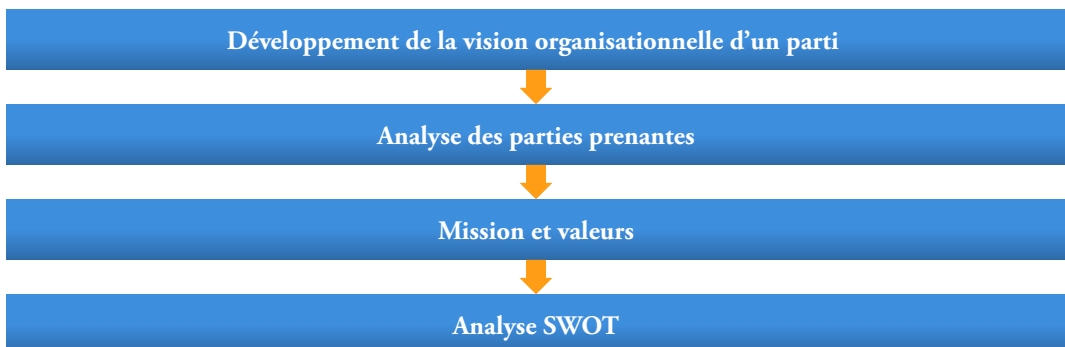 Développement de la vision organisationnelle d’un parti
Analyse des parties prenantes
Mission et valeurs
Analyse SWOT